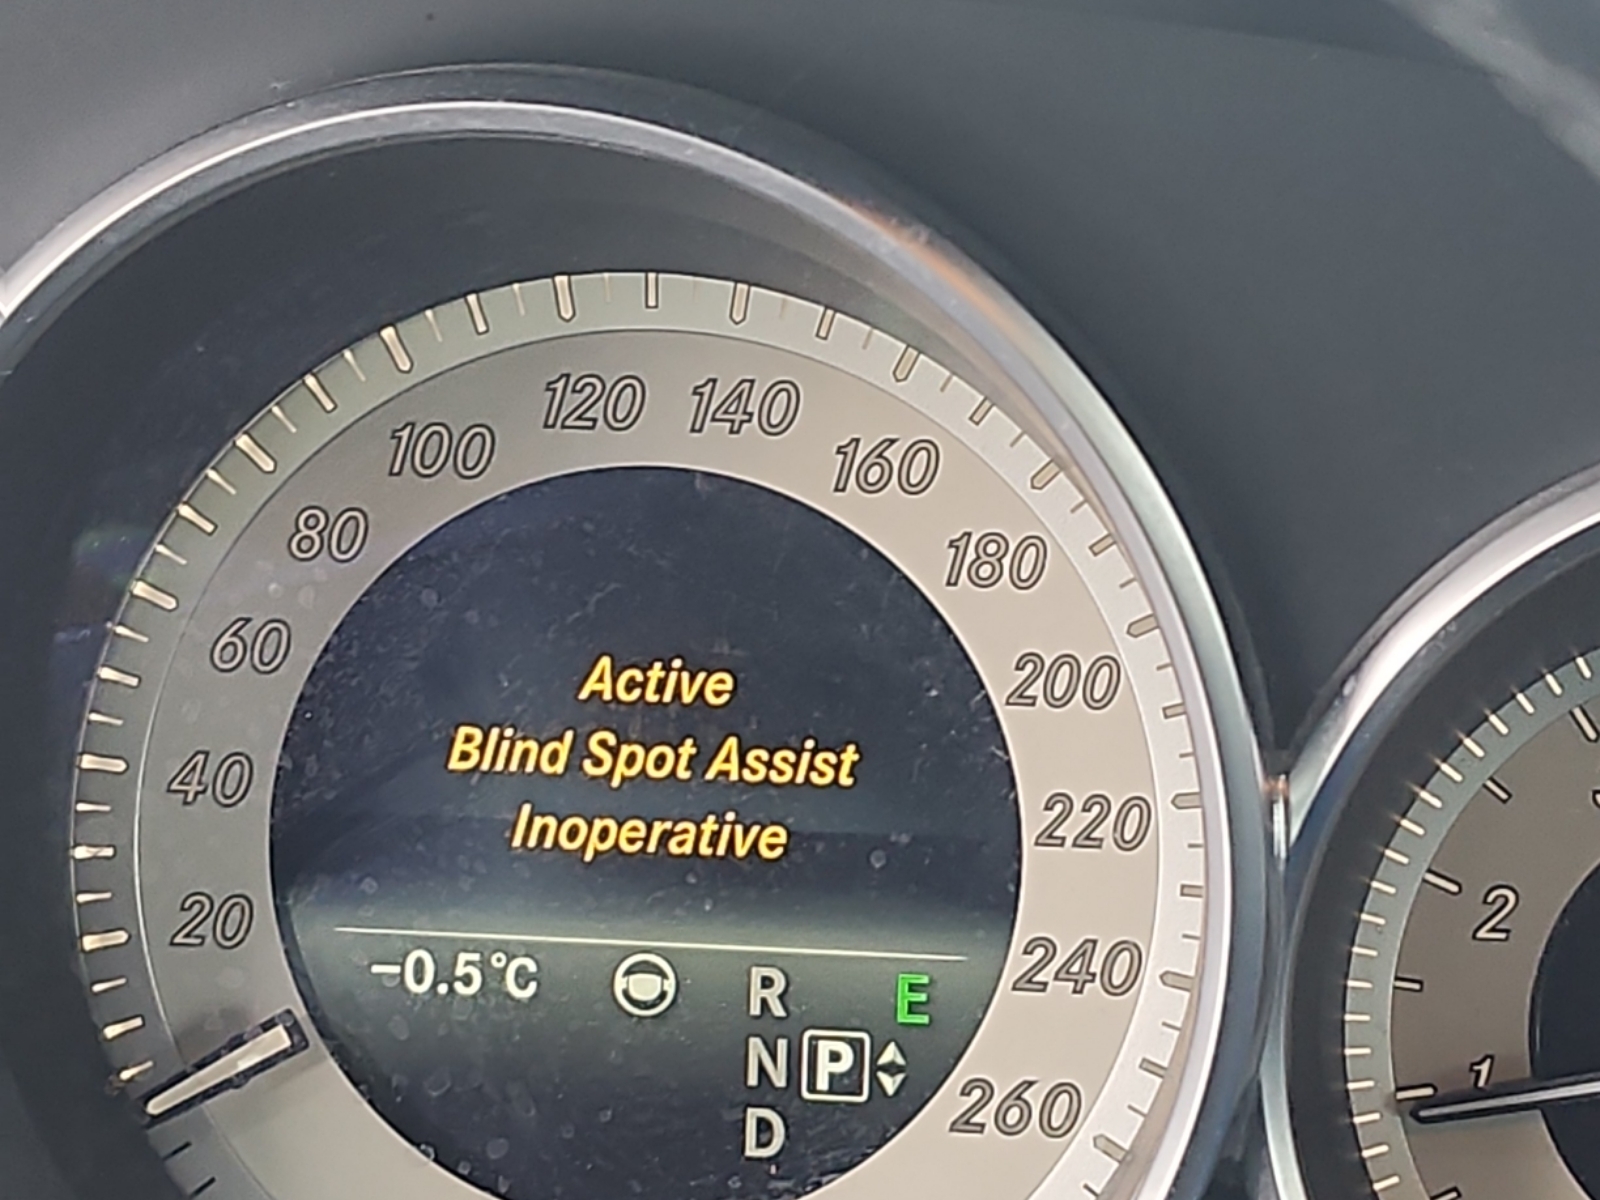 120 140
100 160
80 180
60 200
40 220
20 240
260
Active
Blind Spot Assist
Inoperative
-0.5°C R E
N P
D
2
1